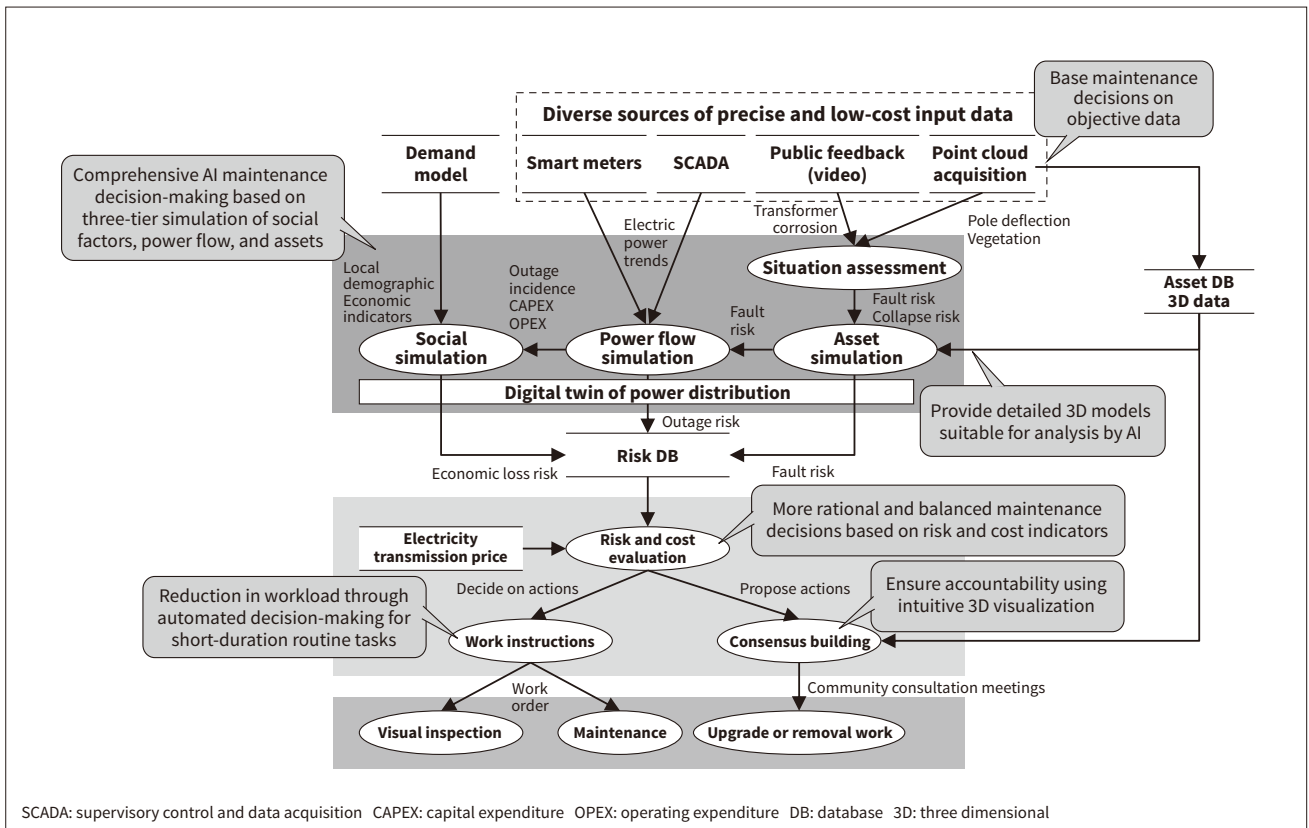 Base maintenance
decisions on
objective data
Diverse sources of precise and low-cost input data
Demand
model
Smart meters
SCADA
Public feedback
(video)
Point cloud
acquisition
Comprehensive AI maintenance
decision-making based on
three-tier simulation of social
factors, power flow, and assets
Electric
power
trends
Transformer
corrosion
Pole deflection
Vegetation
Situation assessment
Asset DB
3D data
Local
demographic
Economic
indicators
Outage
incidence
CAPEX
OPEX
Fault
risk
Fault risk
Collapse risk
Social
simulation
Power flow
simulation
Asset
simulation
Digital twin of power distribution
Provide detailed 3D models
suitable for analysis by AI
Outage risk
Risk DB
Economic loss risk
Fault risk
More rational and balanced maintenance
decisions based on risk and cost indicators
Electricity
transmission price
Risk and cost
evaluation
Reduction in workload through
automated decision-making for
short-duration routine tasks
Decide on actions
Propose actions
Ensure accountability using
intuitive 3D visualization
Work instructions
Consensus building
Work
order
Community consultation meetings
Visual inspection
Maintenance
Upgrade or removal work
SCADA: supervisory control and data acquisition CAPEX: capital expenditure OPEX: operating expenditure DB: database 3D: three dimensional